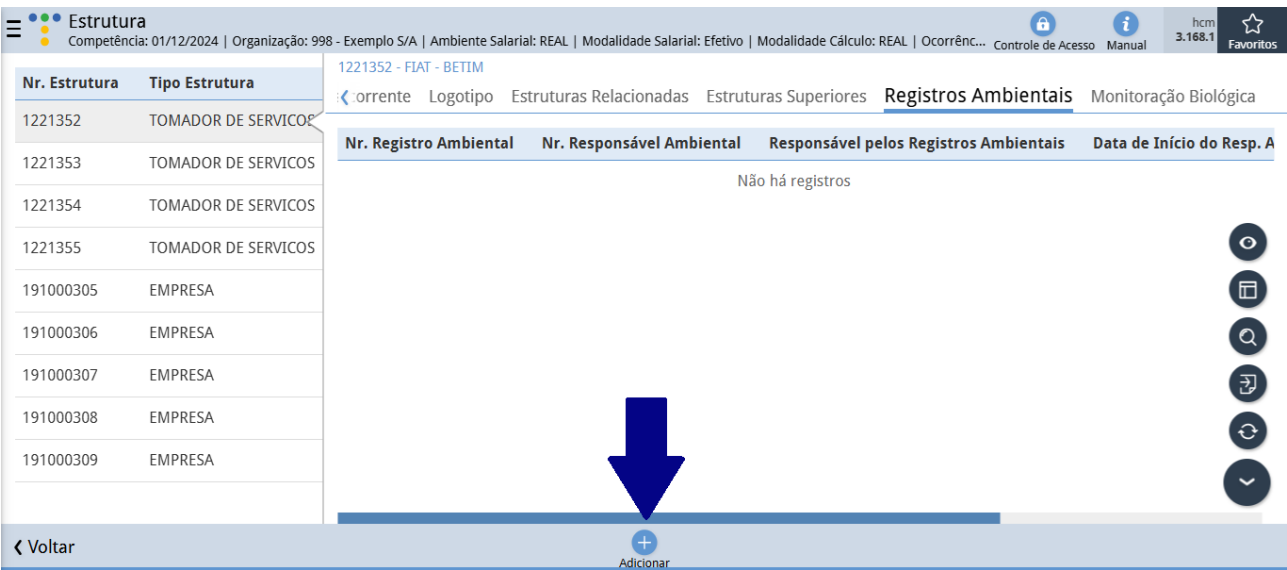 Estrutura
Competência: 01/12/2024 | Organização: 998 - Exemplo S/A | Ambiente Salarial: REAL | Modalidade Salarial: Efetivo | Modalidade Cálculo: REAL | Ocorrênc...
Controle de Acesso
Manual
hcm
3.168.1
Favoritos
Nr. Estrutura Tipo Estrutura
1221352 TOMADOR DE SERVICOS
1221353 TOMADOR DE SERVICOS
1221354 TOMADOR DE SERVICOS
1221355 TOMADOR DE SERVICOS
191000305 EMPRESA
191000306 EMPRESA
191000307 EMPRESA
191000308 EMPRESA
191000309 EMPRESA
1221352 - FIAT - BETIM
orrente Logotipo Estruturas Relacionadas Estruturas Superiores Registros Ambientais Monitoração Biológica
Nr. Registro Ambiental Nr. Responsável Ambiental Responsável pelos Registros Ambientais Data de Início do Resp. A
Não há registros
Voltar
Adicionar